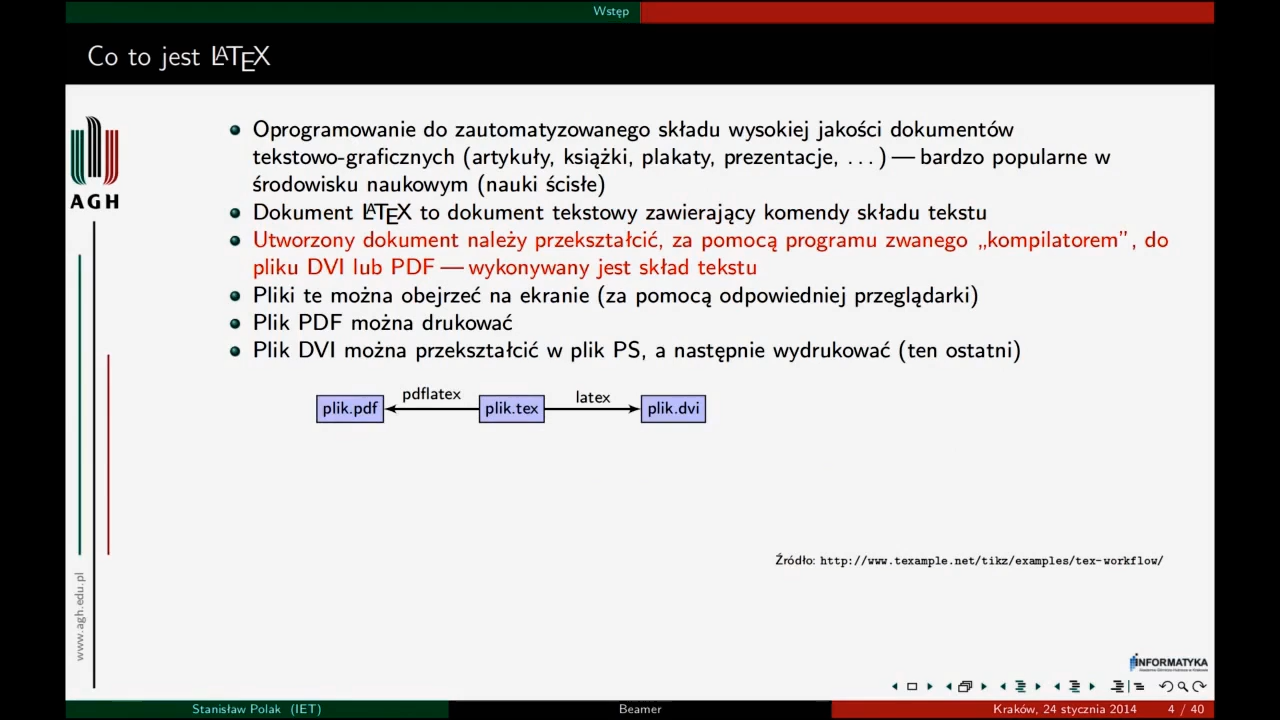 Wstęp
Co to jest LATEX
AGH
www.agh.edu.pl
Oprogramowanie do zautomatyzowanego składu wysokiej jakości dokumentów
tekstowo-graficznych (artykuły, książki, plakaty, prezentacje, . . . ) — bardzo popularne w
środowisku naukowym (nauki ścisłe)
Dokument LATEX to dokument tekstowy zawierający komendy składu tekstu
Utworzony dokument należy przekształcić, za pomocą programu zwanego „kompilatorem”, do
pliku DVI lub PDF — wykonywany jest skład tekstu
Pliki te można obejrzeć na ekranie (za pomocą odpowiedniej przeglądarki)
Plik PDF można drukować
Plik DVI można przekształcić w plik PS, a następnie wydrukować (ten ostatni)
plik.pdf pdflatex plik.tex latex plik.dvi
Źródło: http://www.texample.net/tikz/examples/tex-workflow/
INFORMATYKA
Stanisław Polak (IET) Beamer Kraków, 24 stycznia 2014 4 / 40